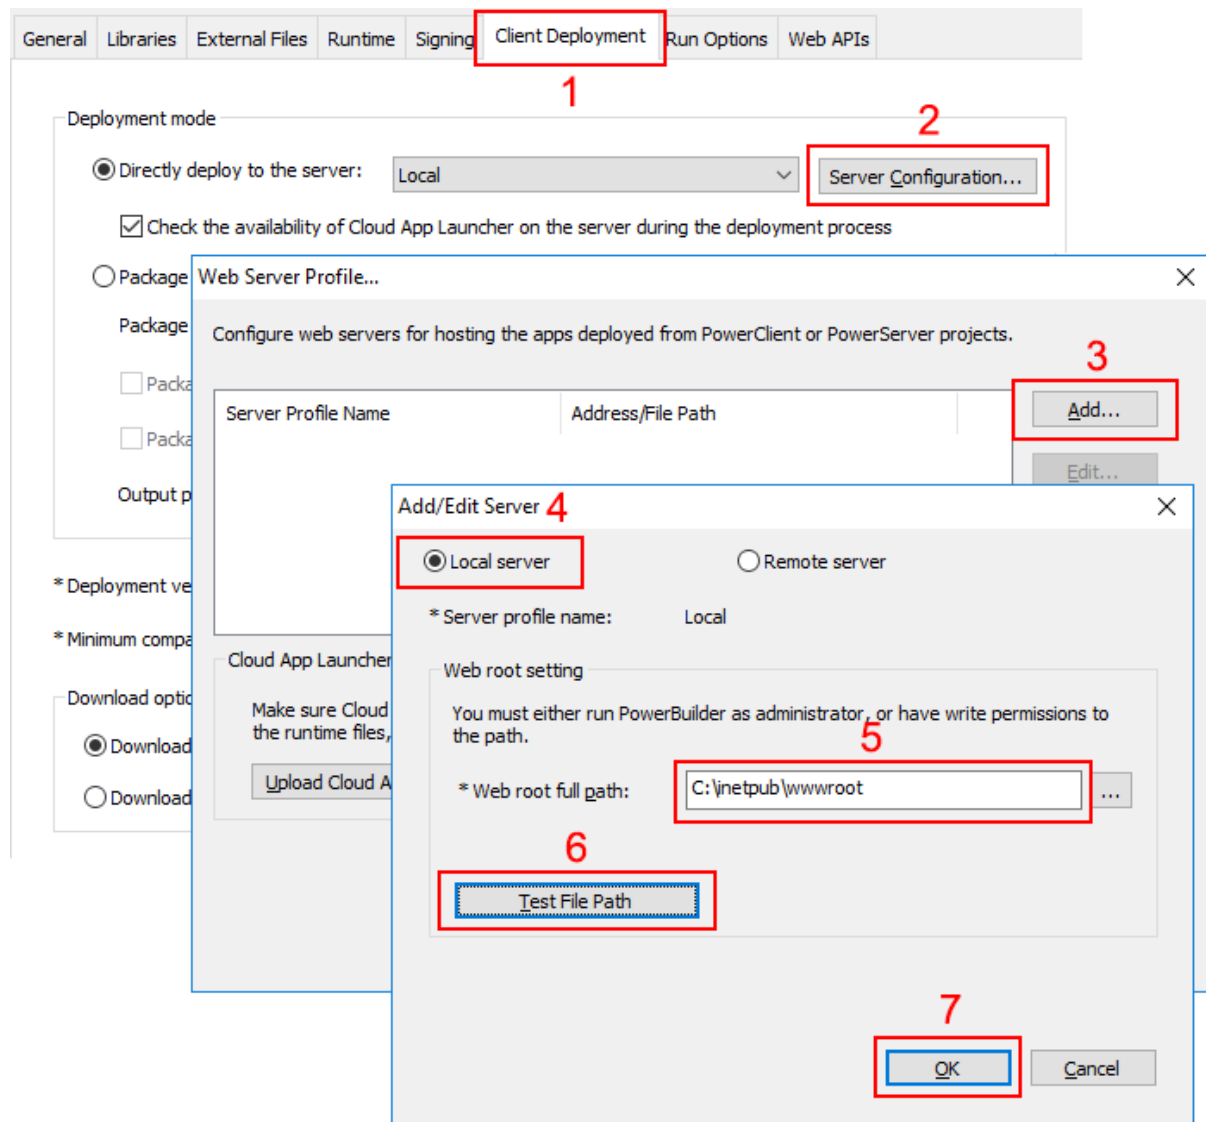 General Libraries External Files Runtime Signing Client Deployment Run Options Web APIs
1
Deployment mode
2
Directly deploy to the server: Local Server Configuration...
Check the availability of Cloud App Launcher on the server during the deployment process
Package
Web Server Profile...
Package
Configure web servers for hosting the apps deployed from PowerClient or PowerServer projects.
3
Server Profile Name Address/File Path Add...
Edit...
Output p
Add/Edit Server 4
Local server Remote server
* Deployment ve
* Server profile name: Local
* Minimum compa
Cloud App Launcher
Web root setting
Download optio
Make sure Cloud
the runtime files,
You must either run PowerBuilder as administrator, or have write permissions to
the path.
5
Download
Upload Cloud A
* Web root full path: C:\inetpub\wwwroot ...
Download
6
Test File Path
7
OK Cancel